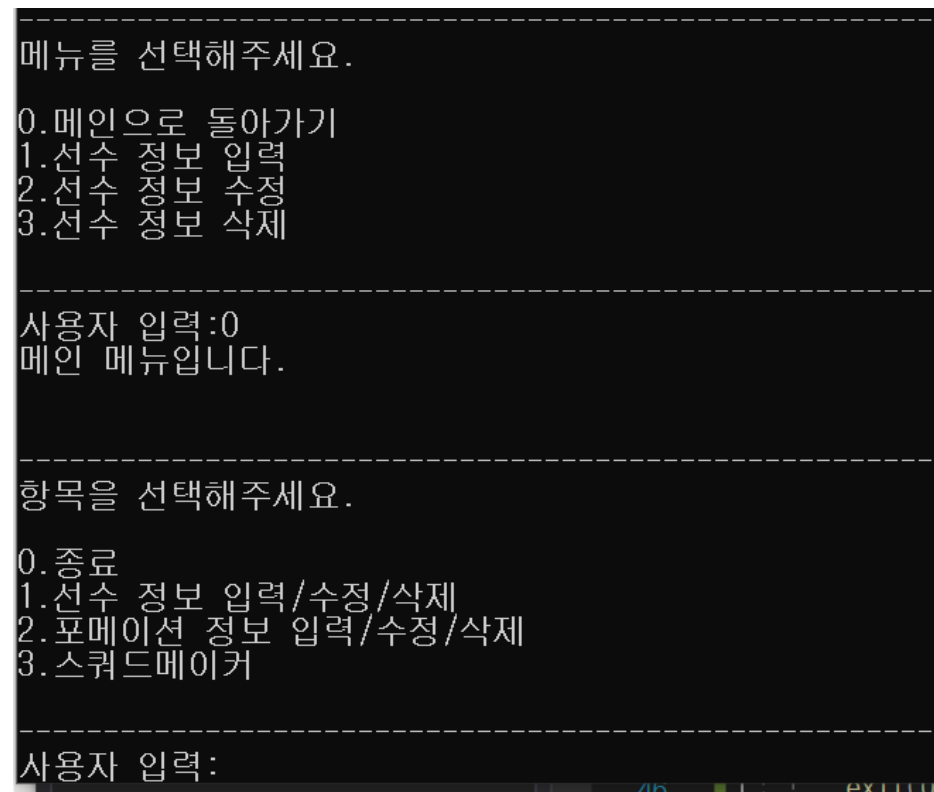 ------------------------------------------------------
메뉴를 선택해주세요.
0.메인으로 돌아가기
1.선수 정보 입력
2.선수 정보 수정
3.선수 정보 삭제
------------------------------------------------------
사용자 입력:0
메인 메뉴입니다.
------------------------------------------------------
항목을 선택해주세요.
0.종료
1.선수 정보 입력/수정/삭제
2.포메이션 정보 입력/수정/삭제
3.스쿼드메이커
------------------------------------------------------
사용자 입력: